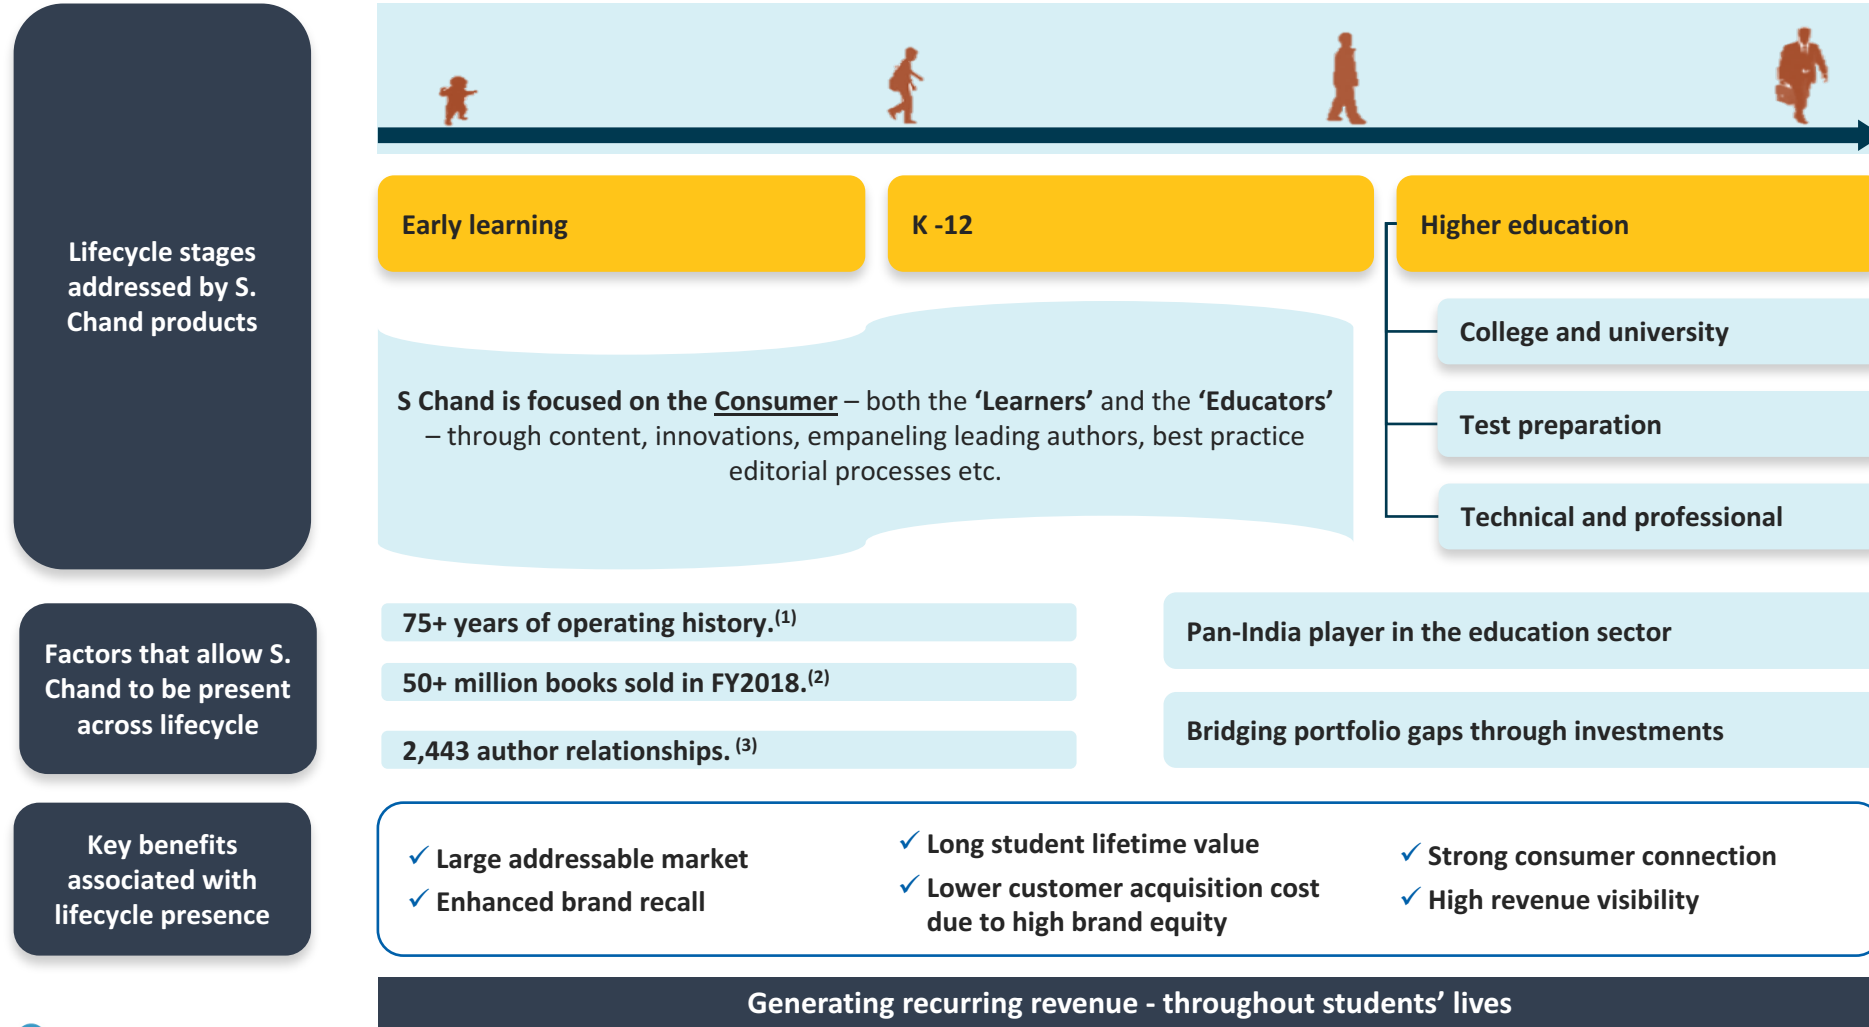 Lifecycle stages
addressed by S.
Chand products
Early learning
K -12
Higher education
College and university
Test preparation
Technical and professional
S Chand is focused on the Consumer – both the ‘Learners’ and the ‘Educators’
– through content, innovations, empaneling leading authors, best practice
editorial processes etc.
Factors that allow S.
Chand to be present
across lifecycle
75+ years of operating history.(1)
50+ million books sold in FY2018.(2)
2,443 author relationships. (3)
Pan-India player in the education sector
Bridging portfolio gaps through investments
Key benefits
associated with
lifecycle presence
✓ Large addressable market
✓ Enhanced brand recall
✓ Long student lifetime value
✓ Lower customer acquisition cost
due to high brand equity
✓ Strong consumer connection
✓ High revenue visibility
Generating recurring revenue - throughout students’ lives